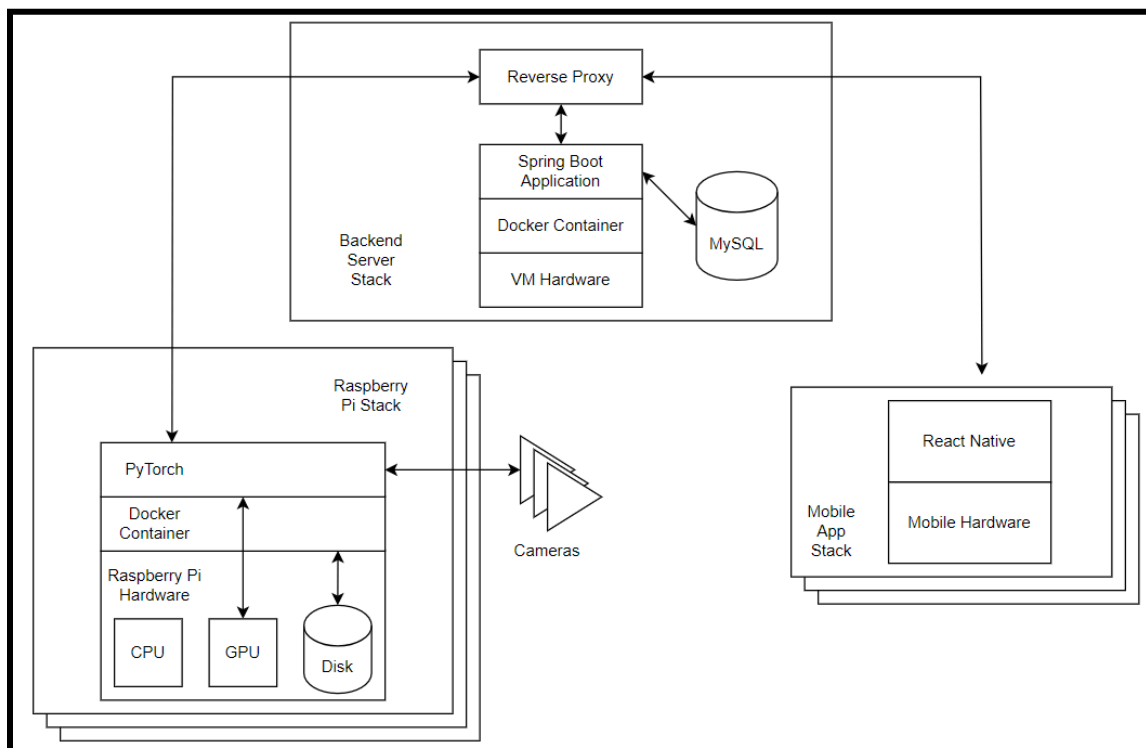 Reverse Proxy
Spring Boot
Application
Docker Container
VM Hardware
MySQL
Backend
Server
Stack
Raspberry
Pi Stack
PyTorch
Docker
Container
Raspberry Pi
Hardware
CPU
GPU
Disk
Cameras
React Native
Mobile Hardware
Mobile
App
Stack